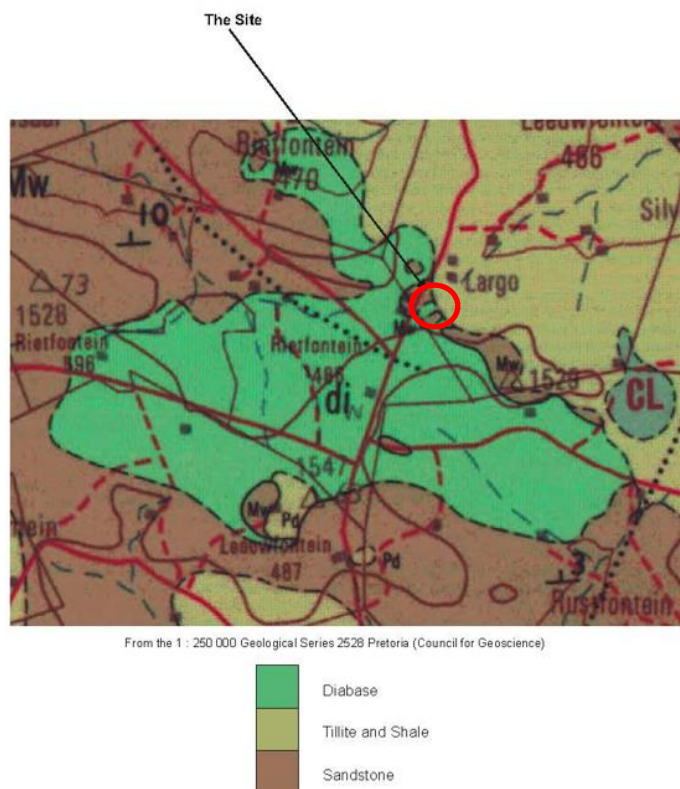 The Site
Leeuwfontein
Rietfontein
486
Mw
470
Mw
10
Silv
73
Largo
1528
Rietfontein
Rietfontein
Mw
1529
496
485
CL
di
1547
Mw
Pd
Leeuwfontein
3
487
Pd
Rustfontein
From the 1 : 250 000 Geological Series 2528 Pretoria (Council for Geoscience)
Diabase
Tillite and Shale
Sandstone